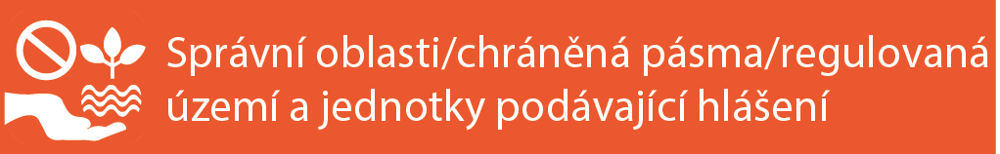 Správní oblasti/chráněná pásma/regulovaná
území a jednotky podávající hlášení